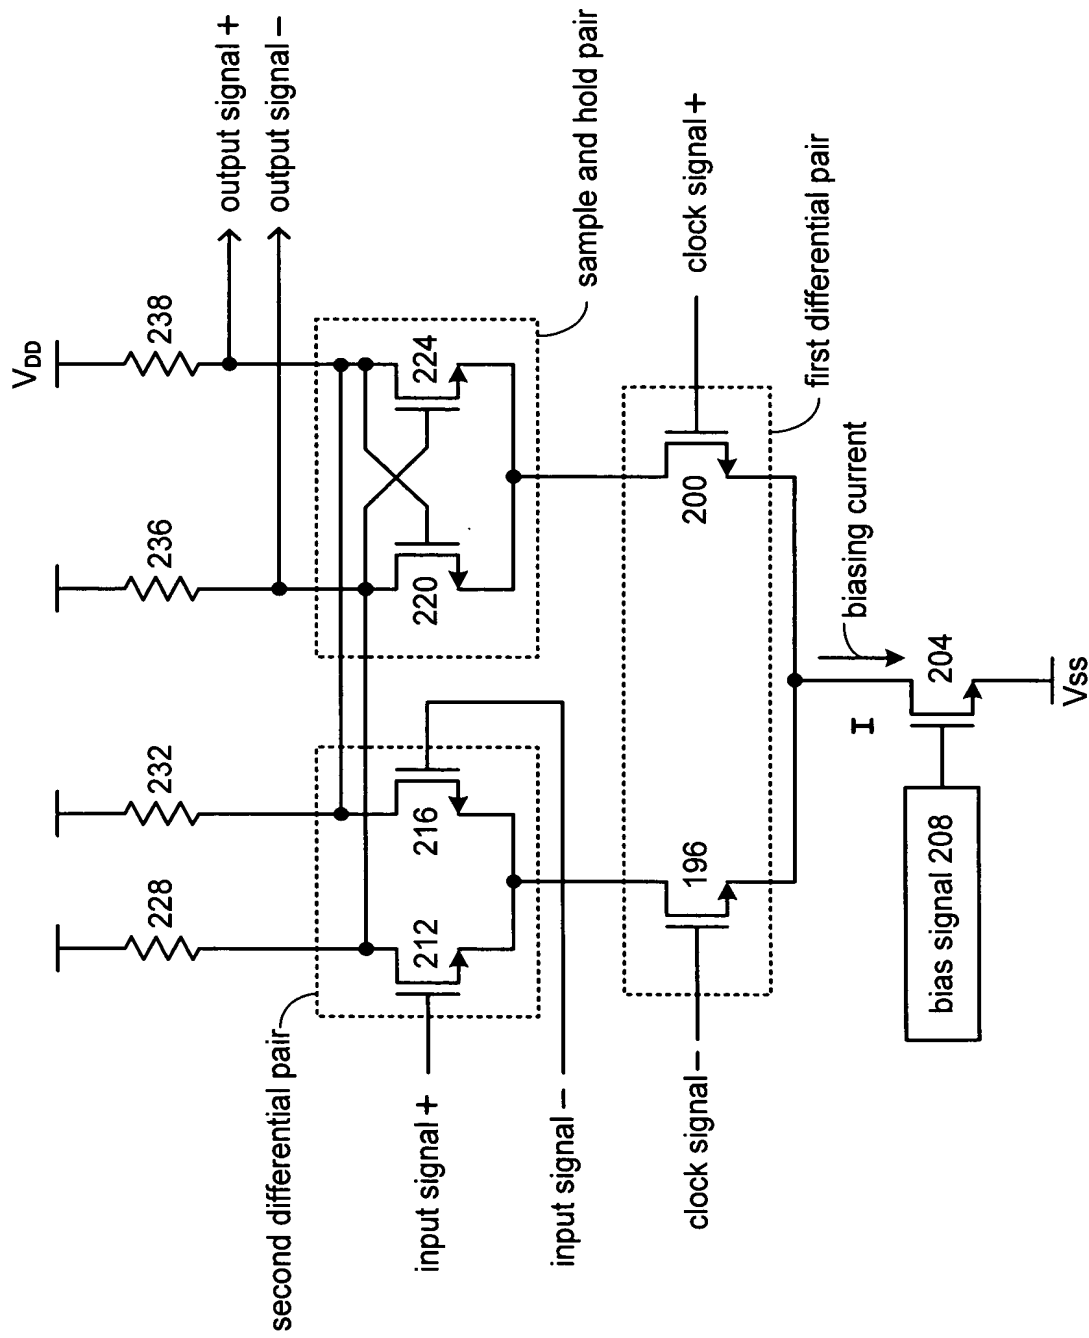 VDD
228
232
236
238
output signal +
output signal -
second differential pair
212
216
220
224
sample and hold pair
input signal +
input signal -
clock signal -
196
200
clock signal +
first differential pair
I
biasing current
bias signal 208
204
Vss